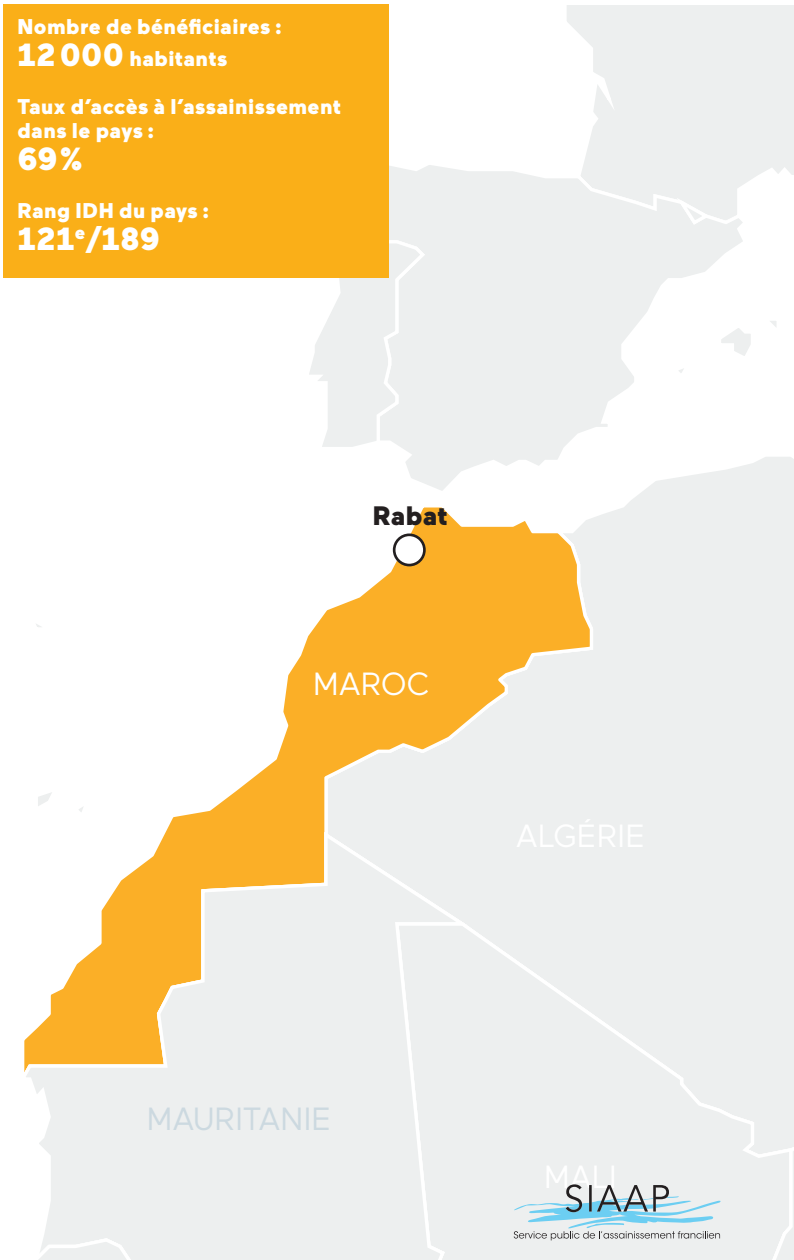 Nombre de bénéficiaires :
12 000 habitants
Taux d’accès à l’assainissement
dans le pays :
69%
Rang IDH du pays :
121e/189
Rabat
MAROC
ALGÉRIE
MAURITANIE
MALI
SIAAP
Service public de l’assainissement francilien